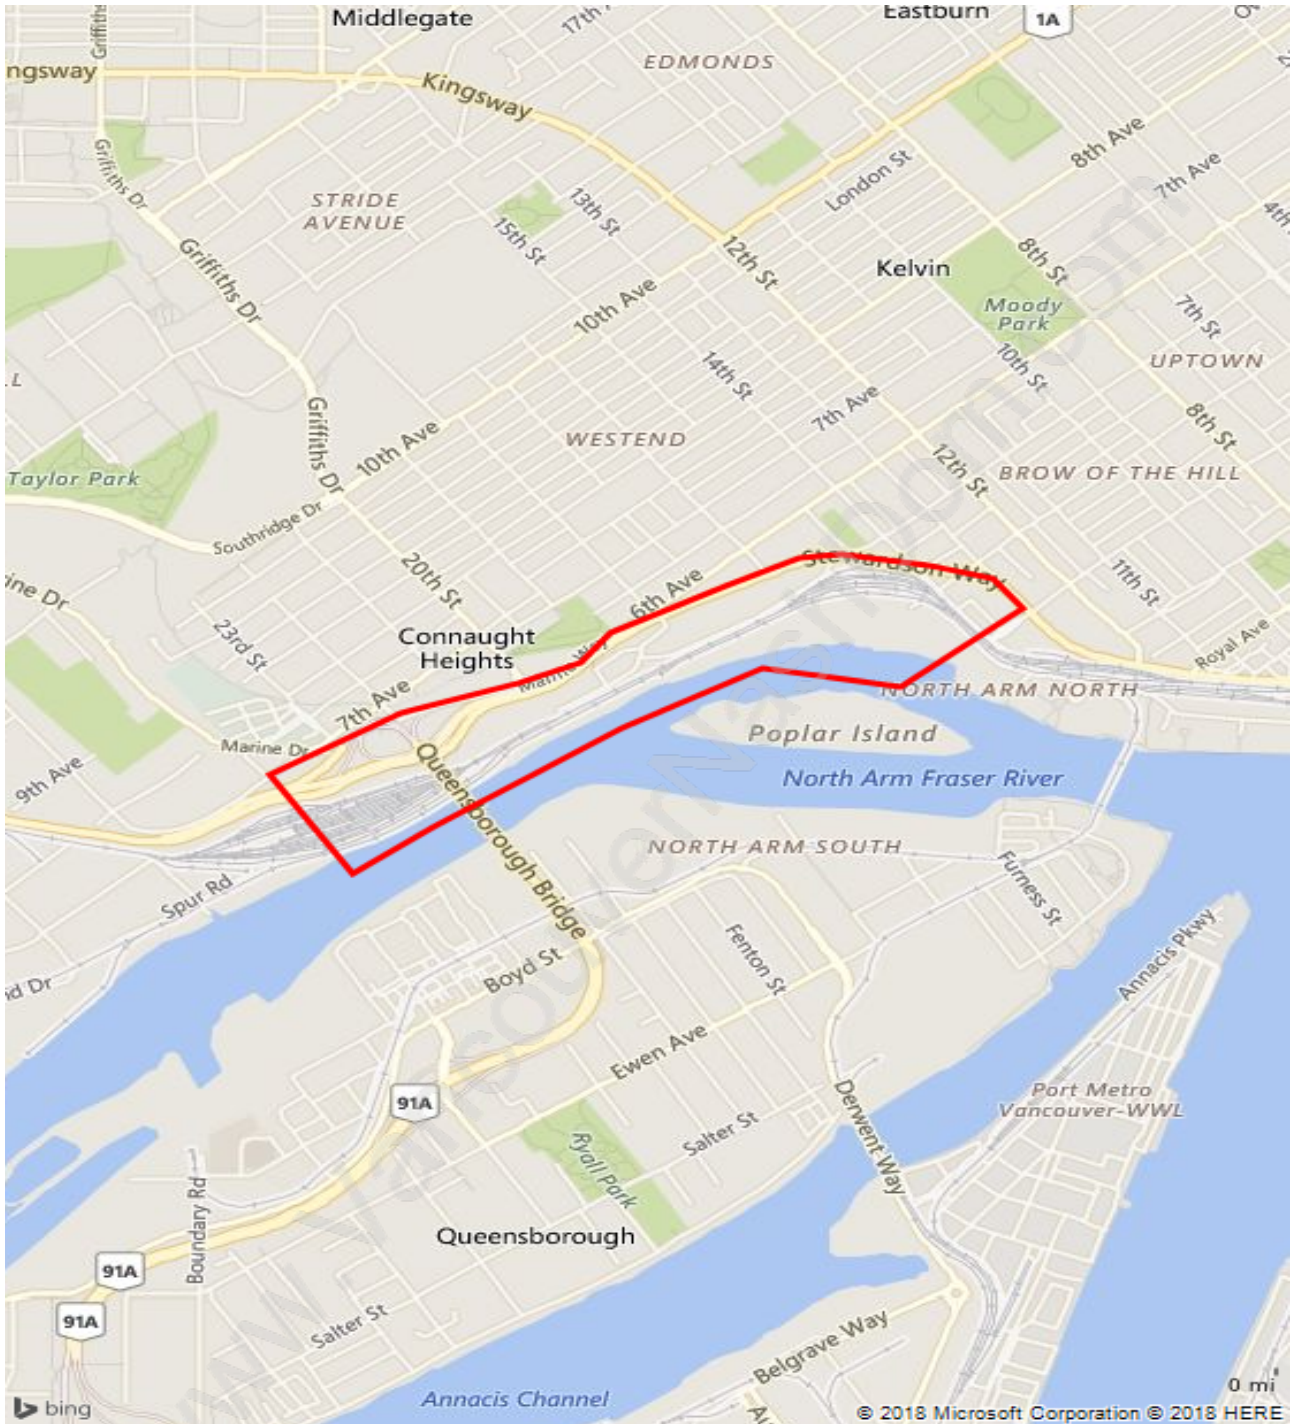 Middlegate
17th
Eastburn
1A
Griffith
ngsway
EDMONDS
Kingsway
8th Ave
Griffiths Dr
London St
7th Ave
STRIDE
AVENUE
13th St
4th
15th St
12th St
8th St
Griffiths Dr
Kelvin
10th Ave
Moody
Park
7th St
14th St
10th St
UPTOWN
L
Griffiths Dr
7th Ave
8th St
10th Ave
WESTEND
12th St
BROW OF THE HILL
Taylor Park
Southridge Dr
Stewardson Way
20th St
11th St
ine Dr
6th Ave
23rd St
Connaught
Heights
Marine Way
Royal Ave
7th Ave
NORTH ARM NORTH
Marine Dr
Poplar Island
9th Ave
Queensborough Bridge
North Arm Fraser River
NORTH ARM SOUTH
Furness St
Spur Rd
Fenton St
Annacis Pkwy
Boyd St
nd Dr
Ewen Ave
91A
Derwent Way
Port Metro
Vancouver-WWL
Salter St
Ryall Park
Boundary Rd
Queensborough
91A
91A
Salter St
Belgrave Way
Annacis Channel
0 mi
bing
© 2018 Microsoft Corporation © 2018 HERE